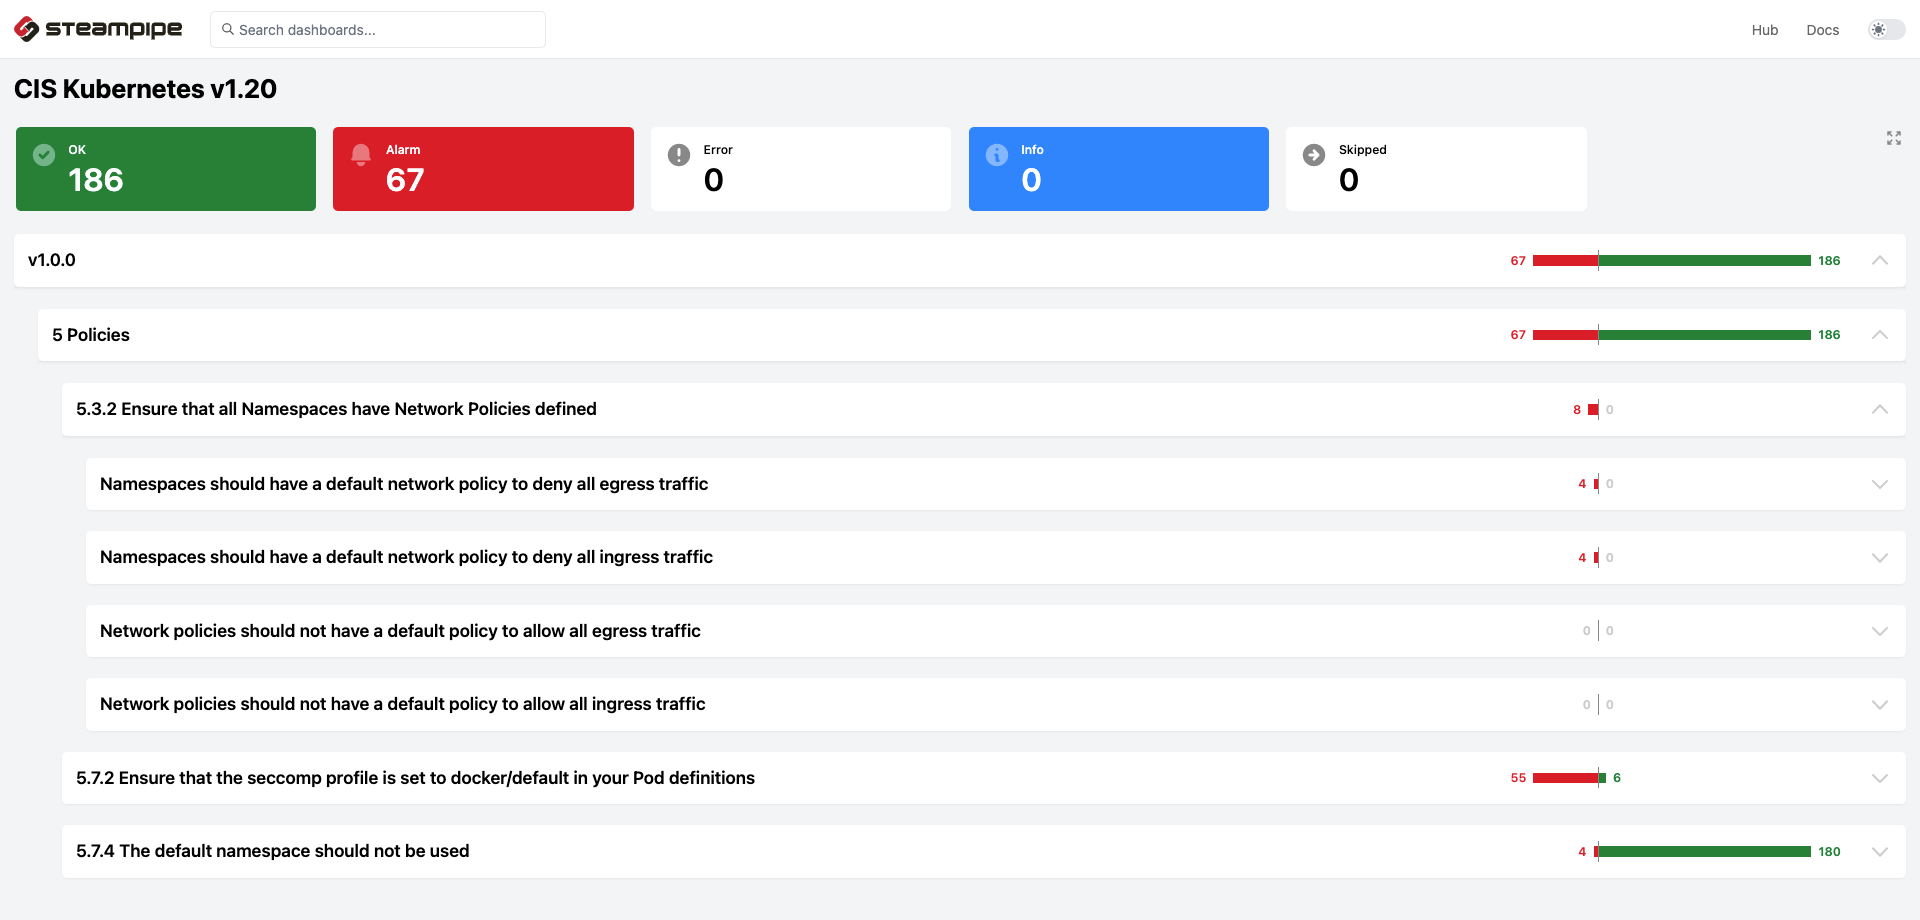 STEAMPIPE
Search dashboards...
Hub
Docs
CIS Kubernetes v1.20
OK
186
Alarm
67
Error
0
Info
0
Skipped
0
v1.0.0
67 186
5 Policies
67 186
5.3.2 Ensure that all Namespaces have Network Policies defined
8 0
Namespaces should have a default network policy to deny all egress traffic
4 0
Namespaces should have a default network policy to deny all ingress traffic
4 0
Network policies should not have a default policy to allow all egress traffic
0 0
Network policies should not have a default policy to allow all ingress traffic
0 0
5.7.2 Ensure that the seccomp profile is set to docker/default in your Pod definitions
55 6
5.7.4 The default namespace should not be used
4 180